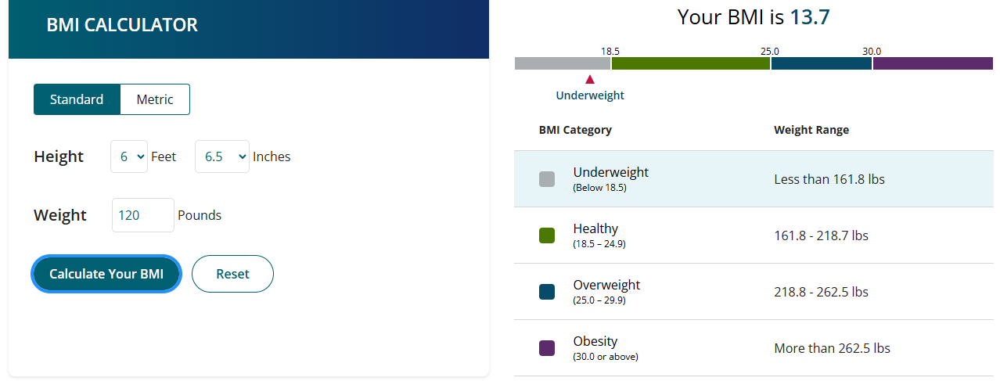 BMI CALCULATOR
Standard Metric
Height 6 Feet 6.5 Inches
Weight 120 Pounds
Calculate Your BMI Reset
Your BMI is 13.7
18.5 25.0 30.0
Underweight
BMI Category Weight Range
Underweight
(Below 18.5)
Less than 161.8 lbs
Healthy
(18.5 – 24.9)
161.8 - 218.7 lbs
Overweight
(25.0 – 29.9)
218.8 - 262.5 lbs
Obesity
(30.0 or above)
More than 262.5 lbs